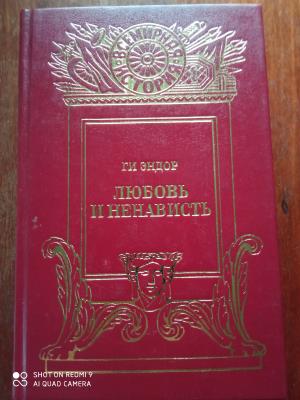 ВСЕМИРНАЯ
ИСТОРИЯ
ГИ ЭНДОР
ЛЮБОВЬ
И НЕНАВИСТЬ
SHOT ON REDMI 9
AI QUAD CAMERA